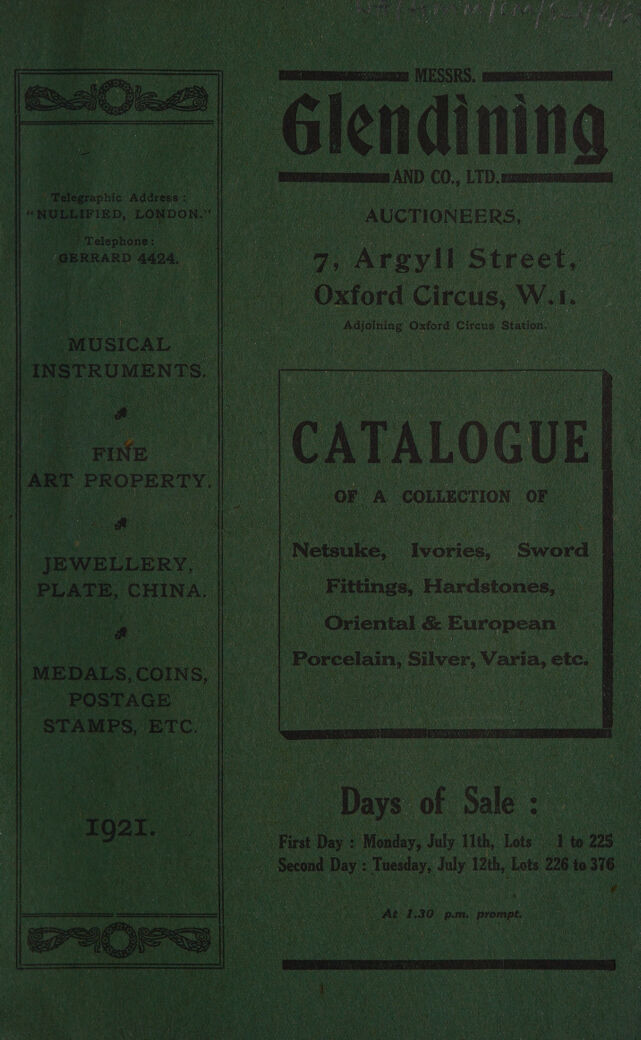 Telegraphic Address:
"NULLIFIED, LONDON."
Telephone:
GERRARD 4424.
MUSICAL
INSTRUMENTS.
FINE
ART PROPERTY.
JEWELLERY,
PLATE, CHINA.
MEDALS, COINS,
POSTAGE
STAMPS, ETC.
1921.
MESSRS.
Glendining
AND CO., LTD.
AUCTIONEERS,
7, Argyll Street,
Oxford Circus, W.1.
Adjoining Oxford Circus Station.
CATALOGUE
OF A COLLECTION OF
Netsuke, Ivories, Sword
Fittings, Hardstones,
Oriental & European
Porcelain, Silver, Varia, etc.
Days of Sale :
First Day : Monday, July 11th, Lots 1 to 225
Second Day : Tuesday, July 12th, Lots 226 to 376
At 1.30 p.m. prompt.